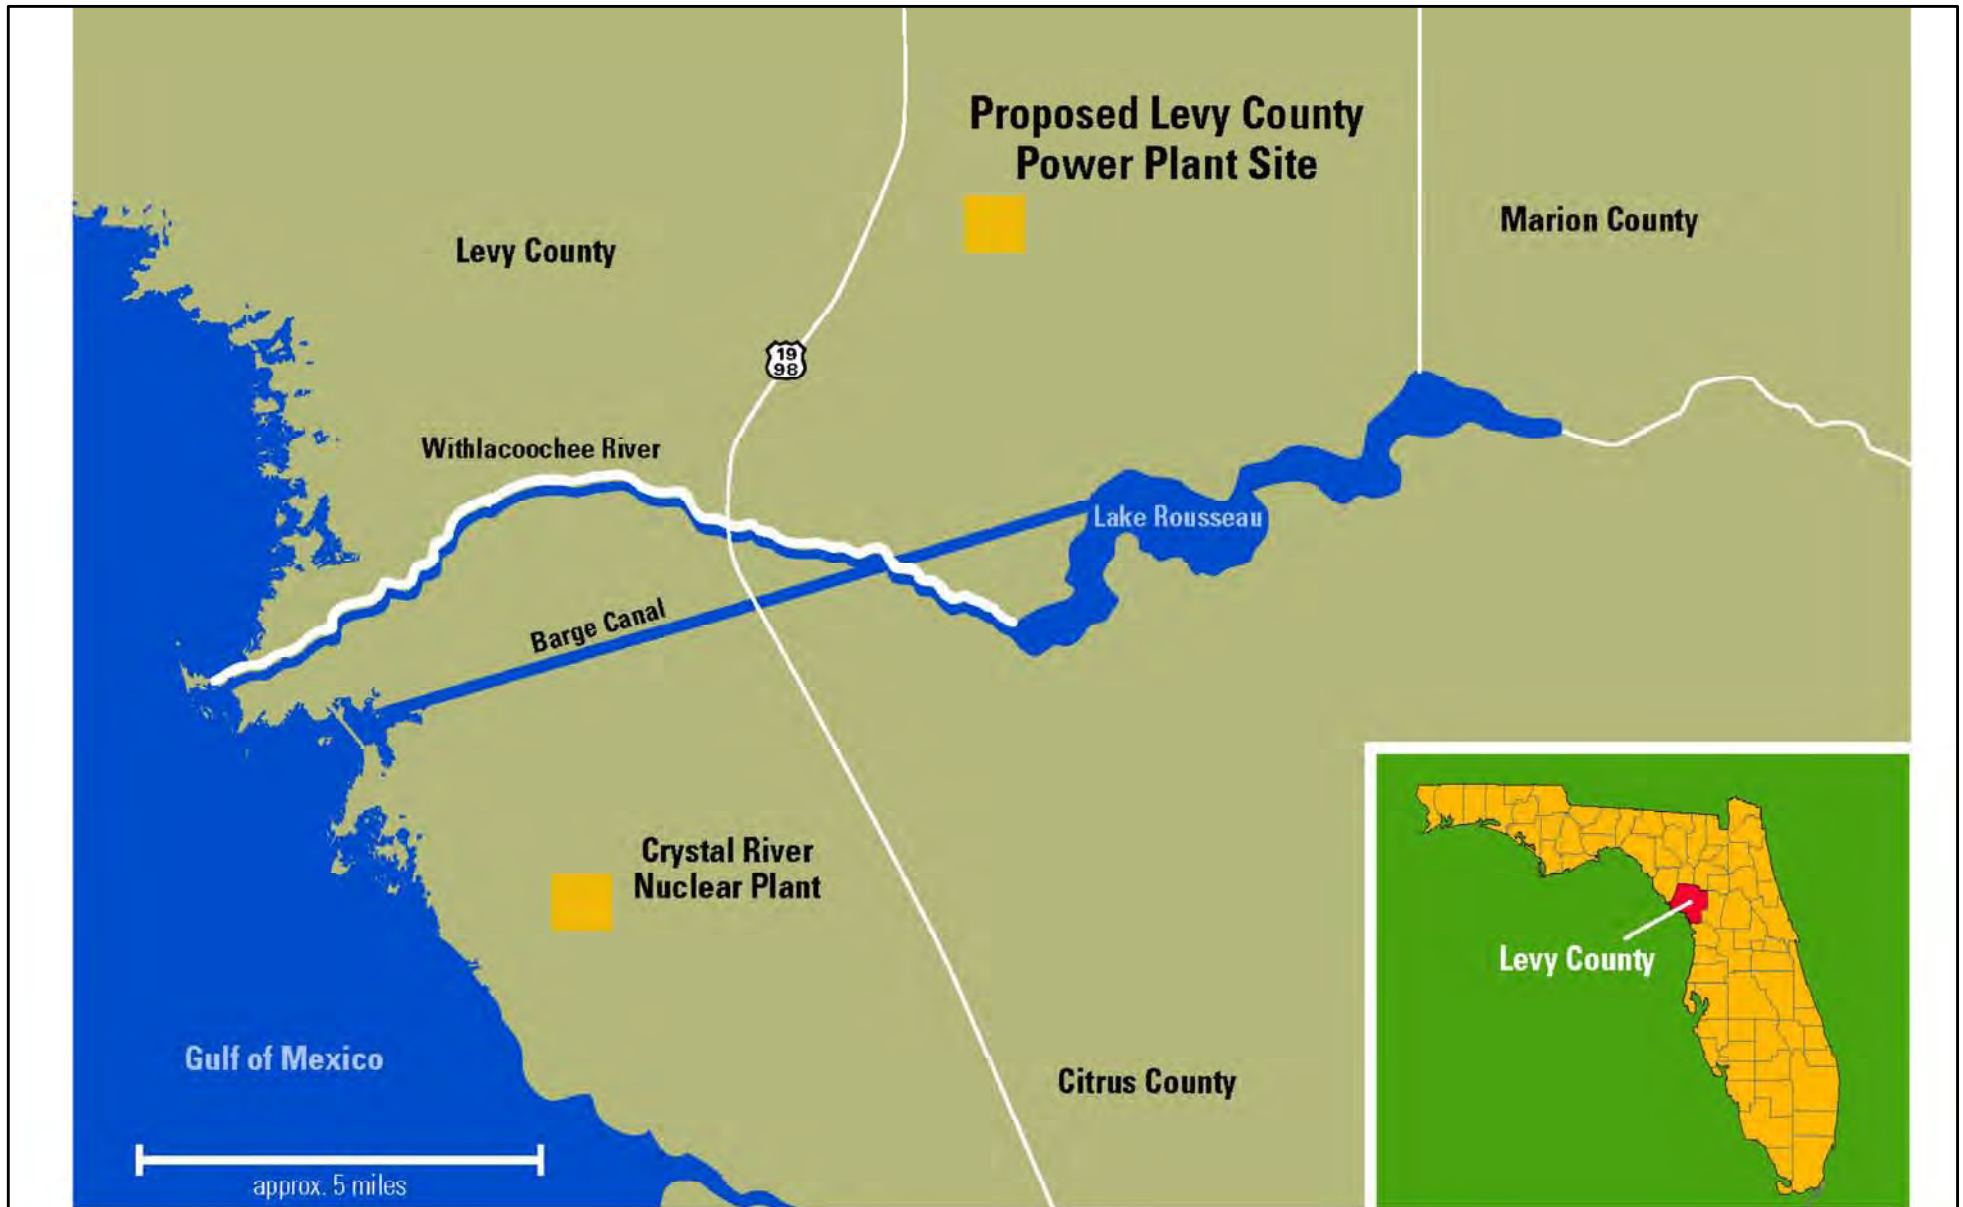 Proposed Levy County
Power Plant Site
Marion County
Levy County
19
98
Withlacoochee River
Lake Rousseau
Barge Canal
Crystal River
Nuclear Plant
Levy County
Gulf of Mexico
Citrus County
approx. 5 miles